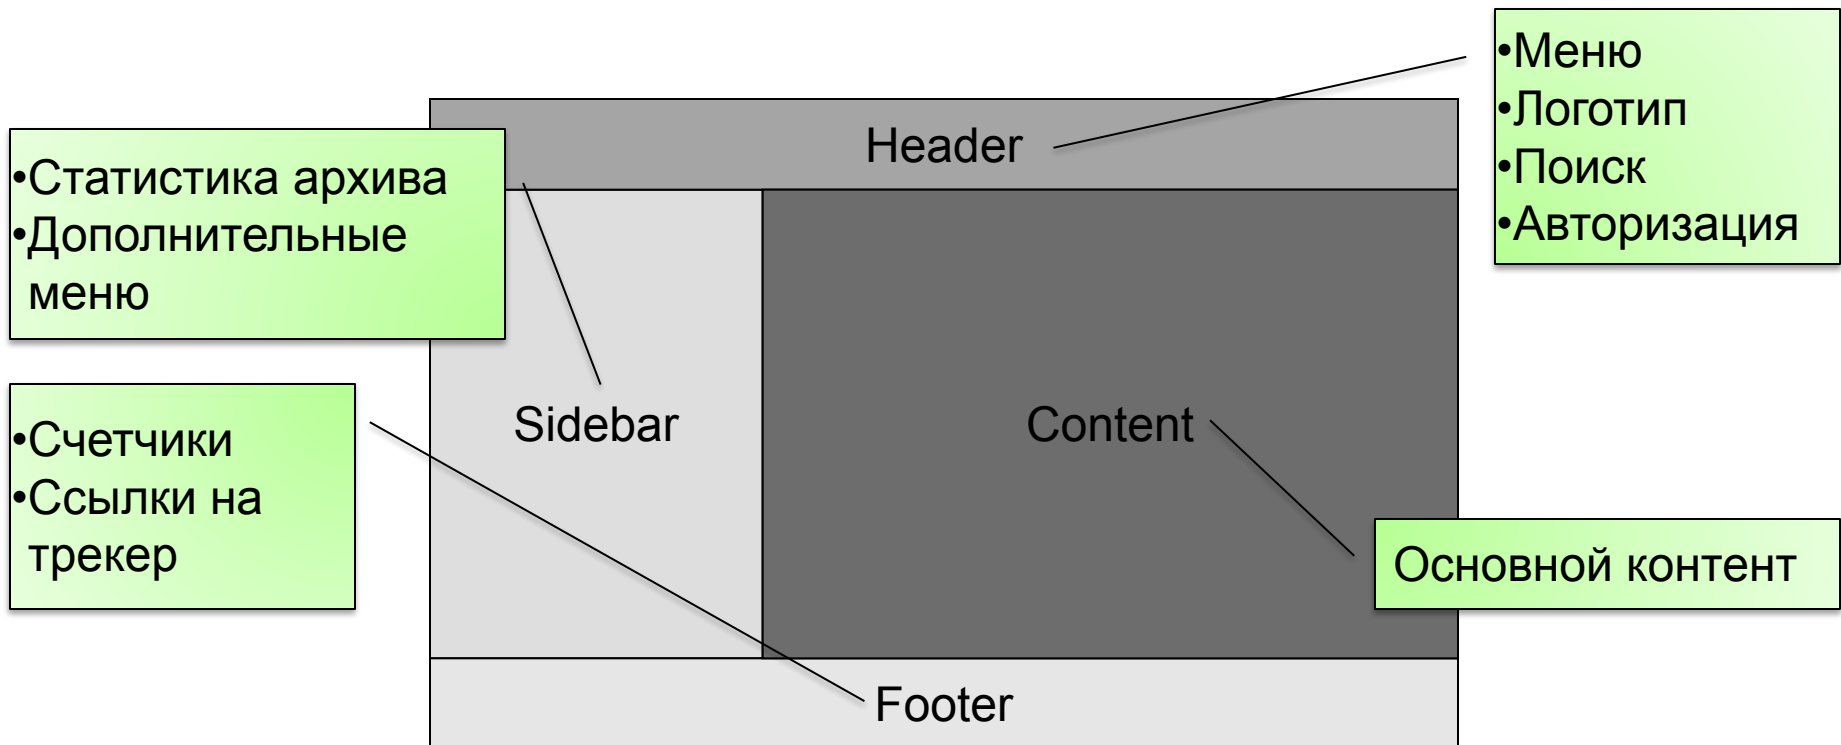 •Меню
•Логотип
•Поиск
•Авторизация
Header
•Статистика архива
•Дополнительные
меню
Sidebar
Content
•Счетчики
•Ссылки на
трекер
Основной контент
Footer